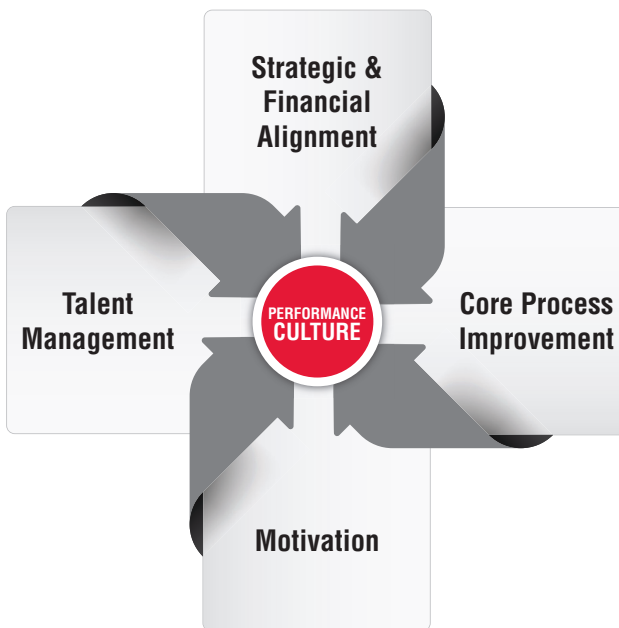 Strategic &
Financial
Alignment
Talent
Management
PERFORMANCE
CULTURE
Core Process
Improvement
Motivation